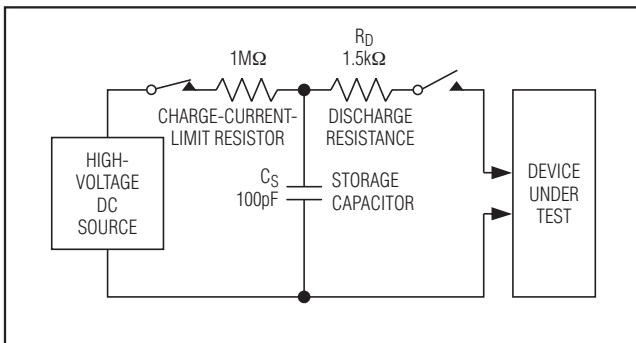 R_D
1MΩ
1.5kΩ
CHARGE-CURRENT-
LIMIT RESISTOR
DISCHARGE
RESISTANCE
HIGH-
VOLTAGE
DC
SOURCE
C_S
100pF
STORAGE
CAPACITOR
DEVICE
UNDER
TEST